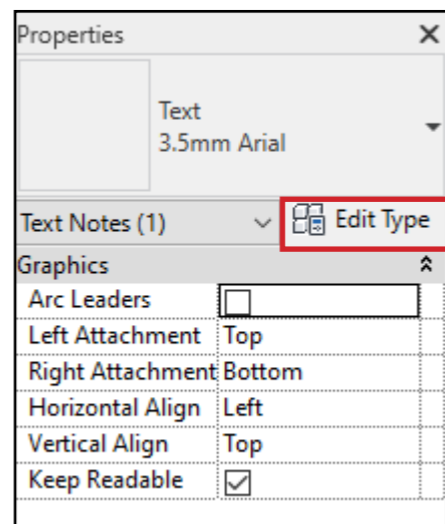 Properties
Text
3.5mm Arial
Text Notes (1) Edit Type
Graphics
Arc Leaders
Left Attachment Top
Right Attachment Bottom
Horizontal Align Left
Vertical Align Top
Keep Readable